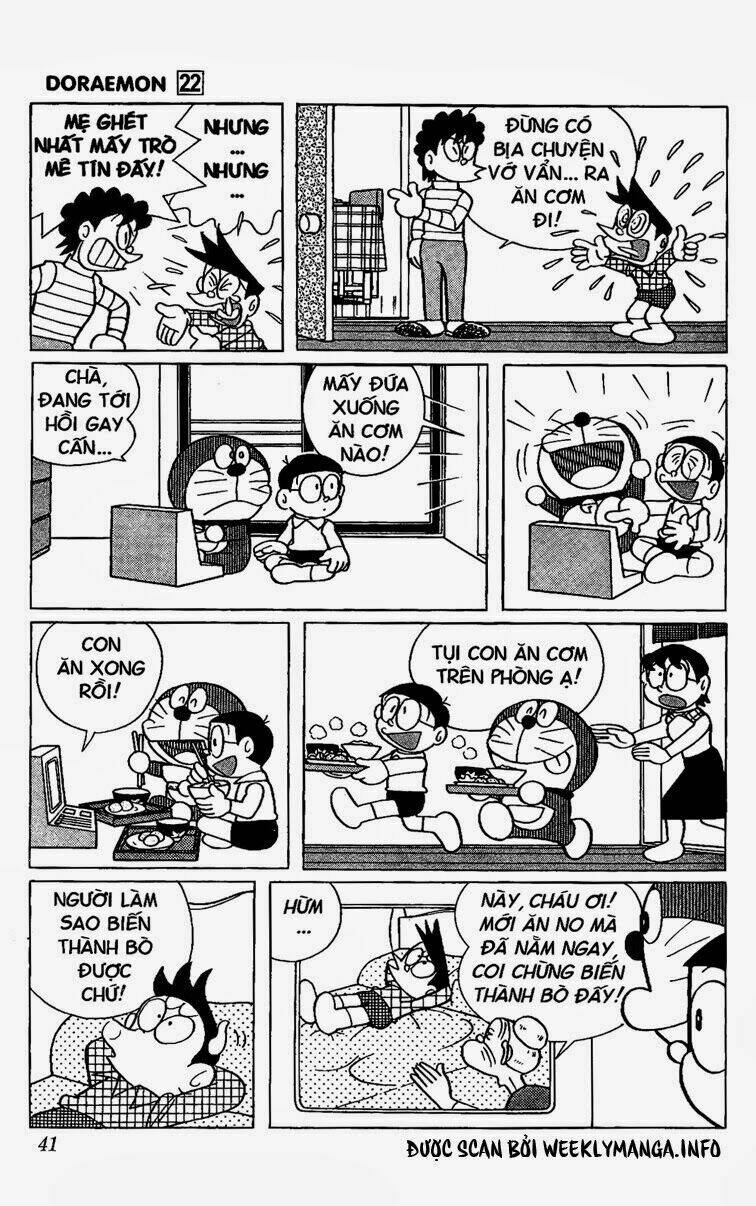 DORAEMON 22
ĐỪNG CÓ
BỊA CHUYỆN
VỚ VẨN... RA
ĂN CƠM
ĐI!
NHƯNG
...
NHƯNG
...
MẸ GHÉT
NHẤT MẤY TRÒ
MÊ TÍN ĐẤY!
MẤY ĐỨA
XUỐNG
ĂN CƠM
NÀO!
CHÀ,
ĐANG TỚI
HỒI GAY
CẤN...
TỤI CON ĂN CƠM
TRÊN PHÒNG Ạ!
CON
ĂN XONG
RỒI!
NÀY, CHÁU ƠI!
MỚI ĂN NO MÀ
ĐÃ NẰM NGAY,
COI CHỪNG BIẾN
THÀNH BÒ ĐẤY!
HỪM
...
NGƯỜI LÀM
SAO BIẾN
THÀNH BÒ
ĐƯỢC
CHỨ!
41
ĐƯỢC SCAN BỞI WEEKLYMANGA.INFO